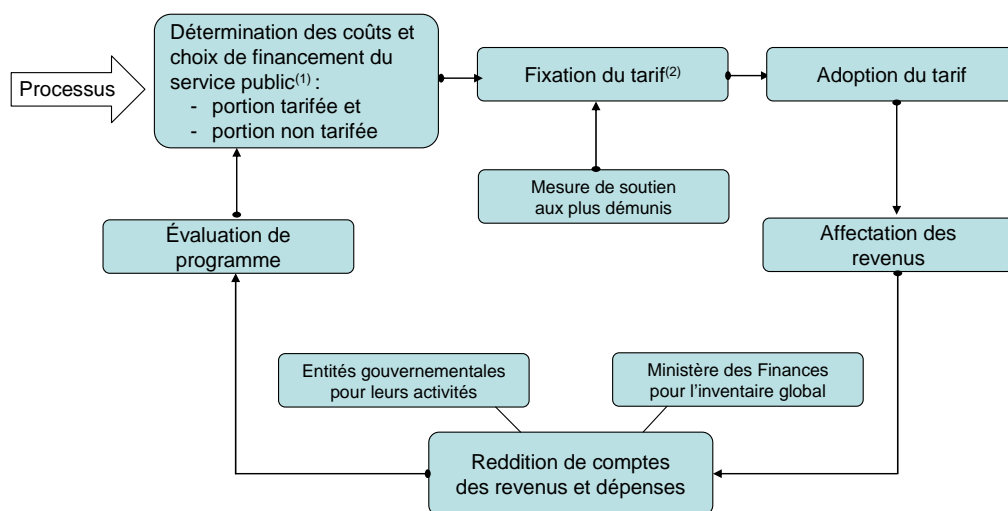 Processus
Détermination des coûts et
choix de financement du
service public(1) :
- portion tarifée et
- portion non tarifée
Fixation du tarif(2)
Adoption du tarif
Mesure de soutien
aux plus démunis
Évaluation de
programme
Affectation des
revenus
Entités gouvernementales
pour leurs activités
Ministère des Finances
pour l’inventaire global
Reddition de comptes
des revenus et dépenses